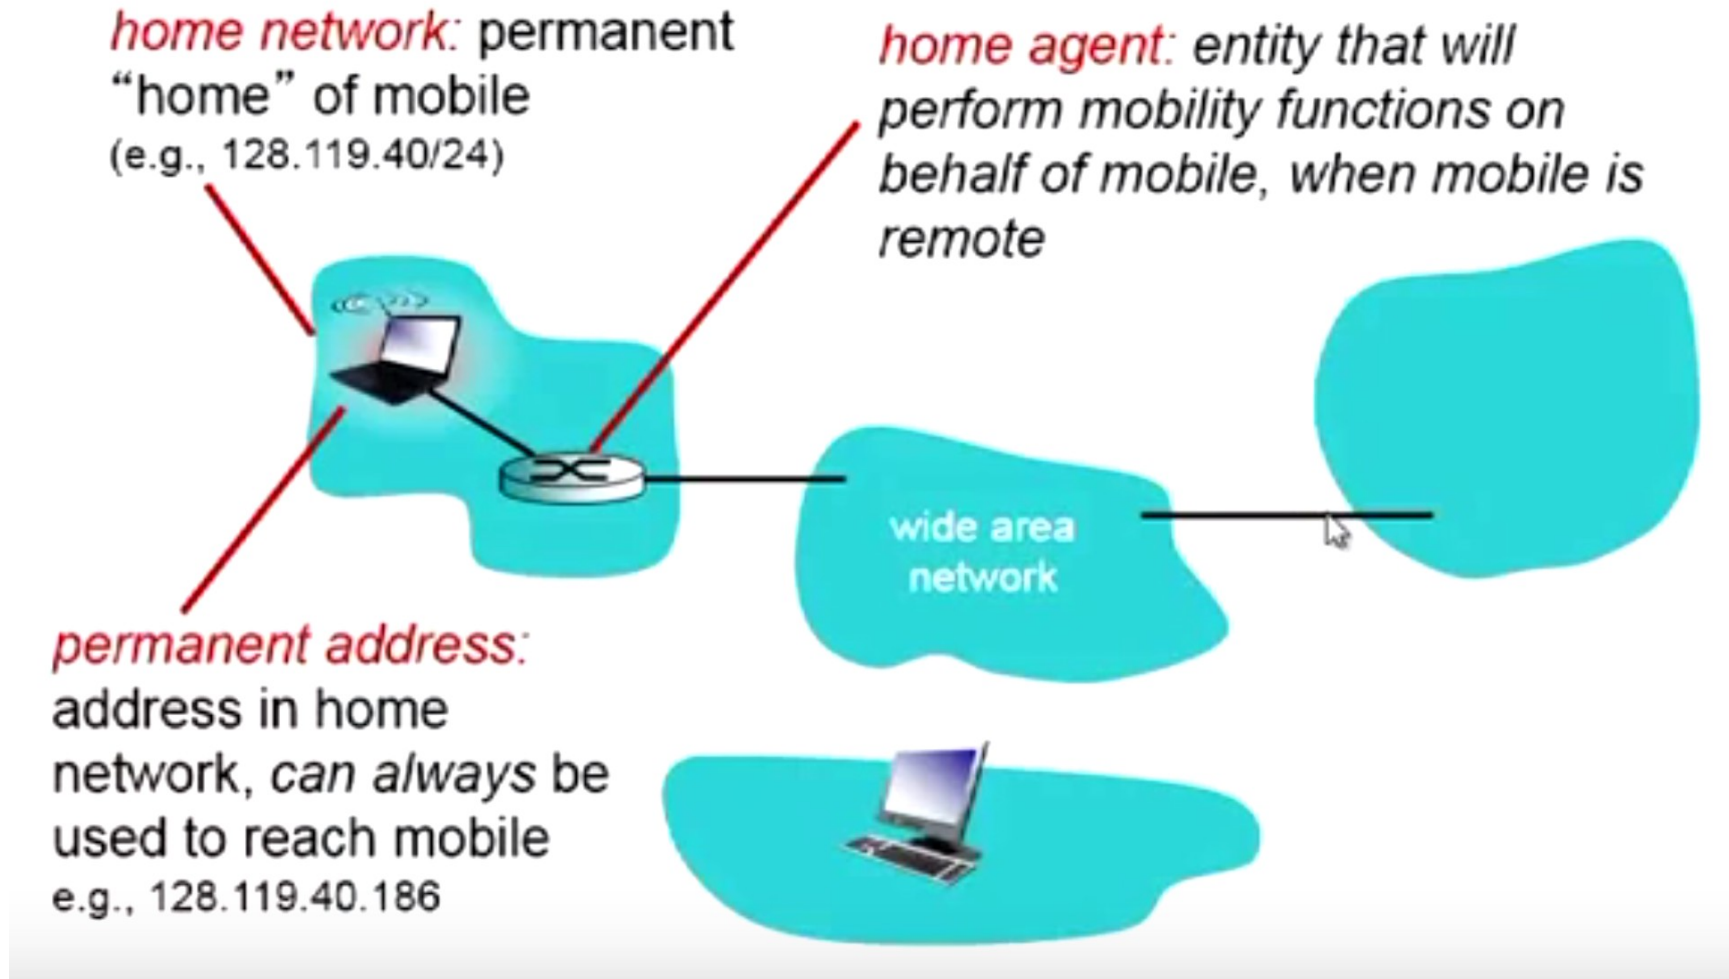 home network: permanent
“home” of mobile
(e.g., 128.119.40/24)
home agent: entity that will
perform mobility functions on
behalf of mobile, when mobile is
remote
wide area
network
permanent address:
address in home
network, can always be
used to reach mobile
e.g., 128.119.40.186